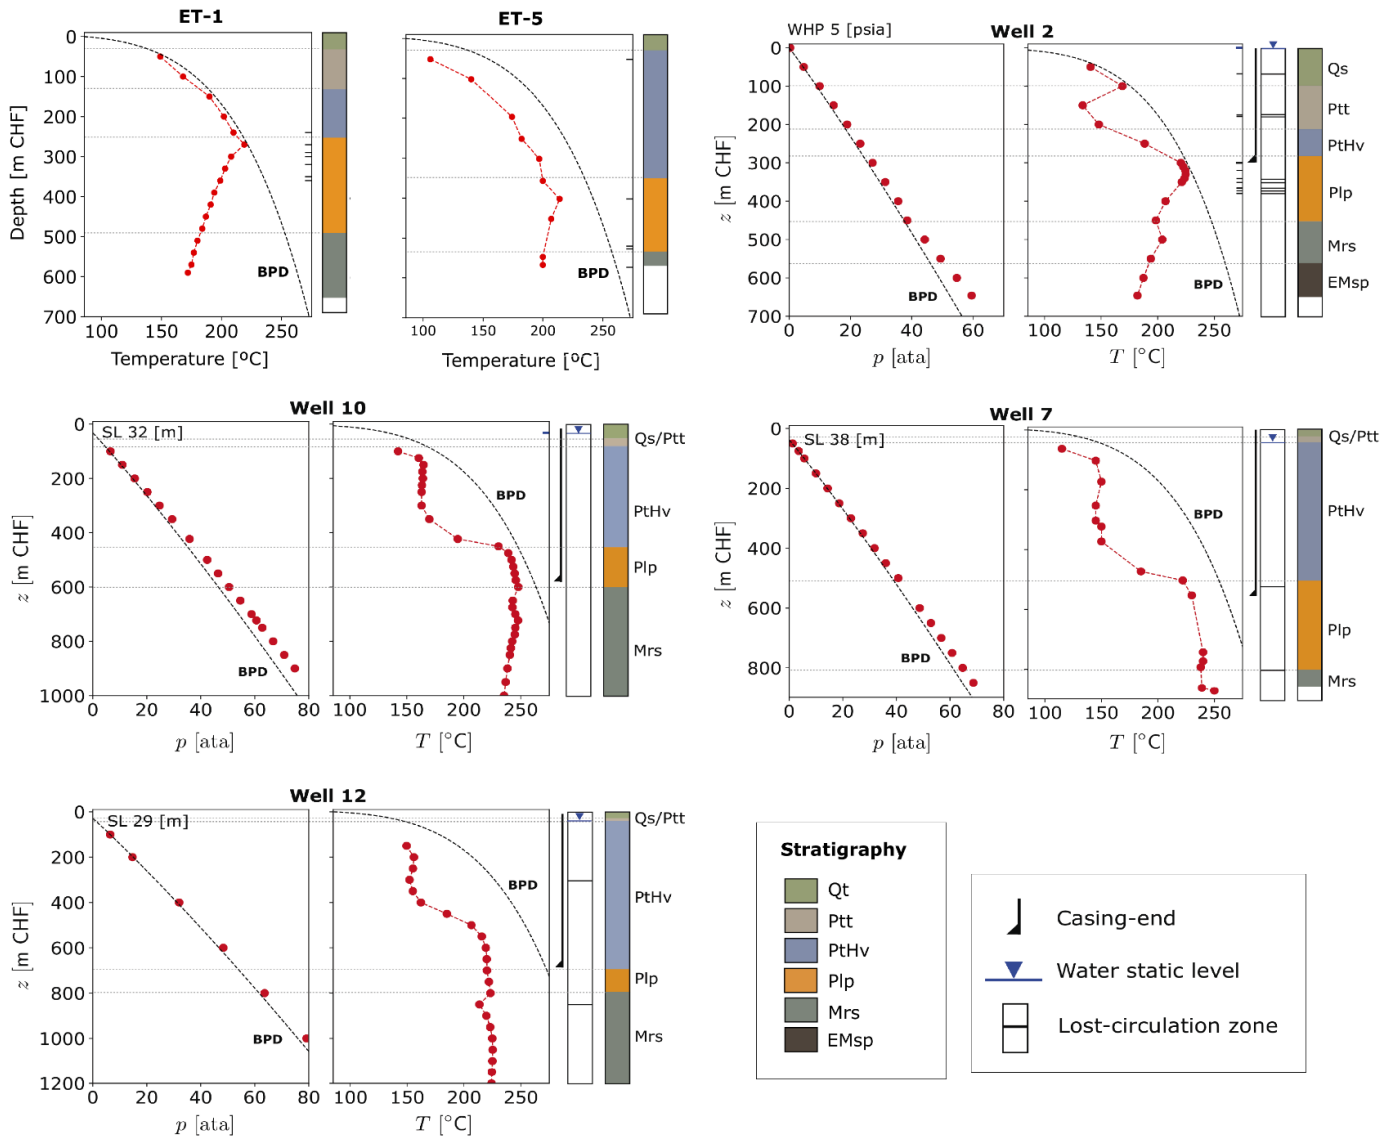 ET-1
0
100
200
300
400
500
600
700
Depth [m CHF]
BPD
100
150
200
250
Temperature [ºC]
ET-5
BPD
100
150
200
250
Temperature [ºC]
Well 2
WHP 5 [psia]
0
100
200
300
400
500
600
700
z [m CHF]
BPD
0
20
40
60
p [ata]
BPD
100
150
200
250
T [°C]
Qs
Ptt
PtHv
Plp
Mrs
EMsp
Well 10
SL 32 [m]
0
200
400
600
800
1000
z [m CHF]
BPD
0
20
40
60
80
p [ata]
BPD
100
150
200
250
T [°C]
Qs/Ptt
PtHv
Plp
Mrs
Well 7
SL 38 [m]
0
200
400
600
800
z [m CHF]
BPD
0
20
40
60
80
p [ata]
BPD
100
150
200
250
T [°C]
Qs/Ptt
PtHv
Plp
Mrs
Well 12
SL 29 [m]
0
200
400
600
800
1000
1200
z [m CHF]
BPD
0
20
40
60
80
p [ata]
BPD
100
150
200
250
T [°C]
Qs/Ptt
PtHv
Plp
Mrs
Stratigraphy
Qt
Ptt
PtHv
Plp
Mrs
EMsp
Casing-end
Water static level
Lost-circulation zone